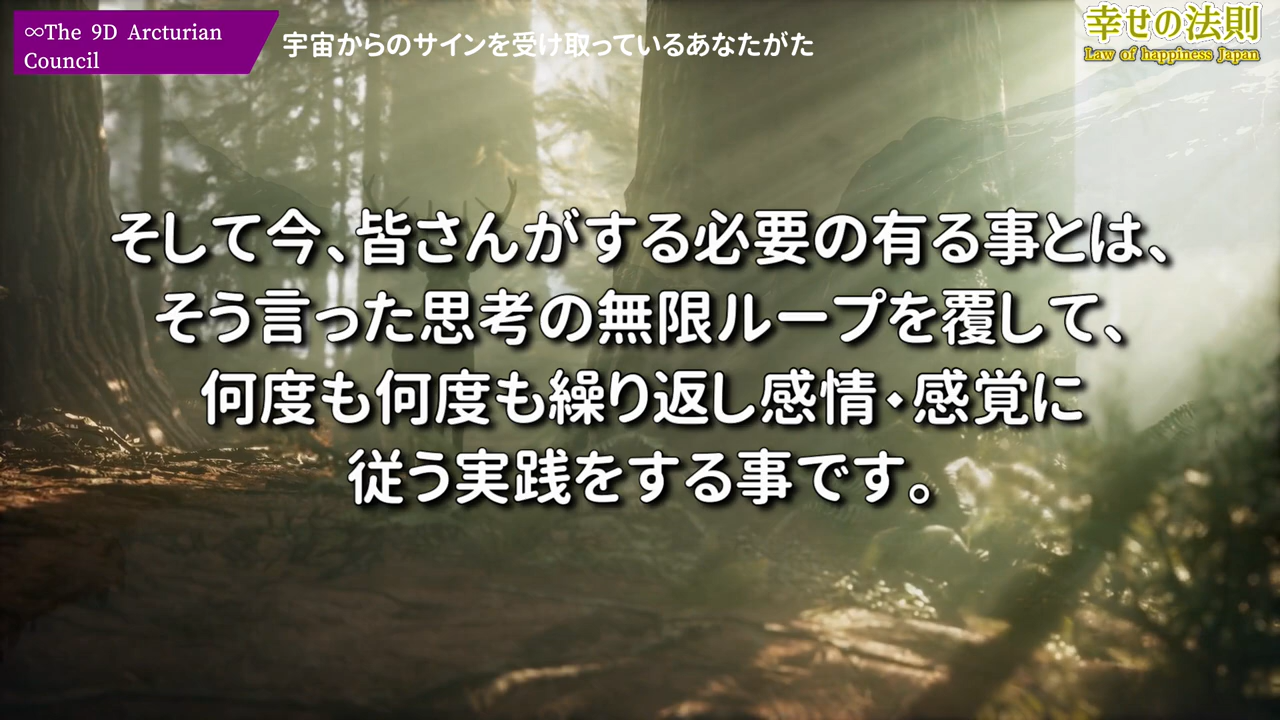 ∞The 9D Arcturian
Council
宇宙からのサインを受け取っているあなたがた
幸せの法則
Law of happiness Japan
そして今、皆さんがする必要の有る事とは、
そう言った思考の無限ループを覆して、
何度も何度も繰り返し感情・感覚に
従う実践をする事です。